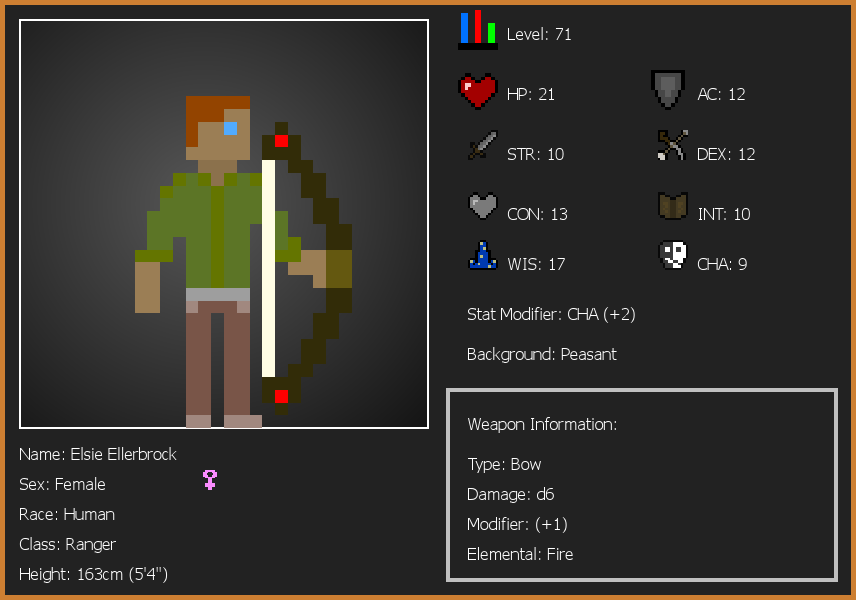 Level: 71
HP: 21
AC: 12
STR: 10
DEX: 12
CON: 13
INT: 10
WIS: 17
CHA: 9
Stat Modifier: CHA (+2)
Background: Peasant
Weapon Information:
Type: Bow
Damage: d6
Modifier: (+1)
Elemental: Fire
Name: Elsie Ellerbrock
Sex: Female
Race: Human
Class: Ranger
Height: 163cm (5'4")